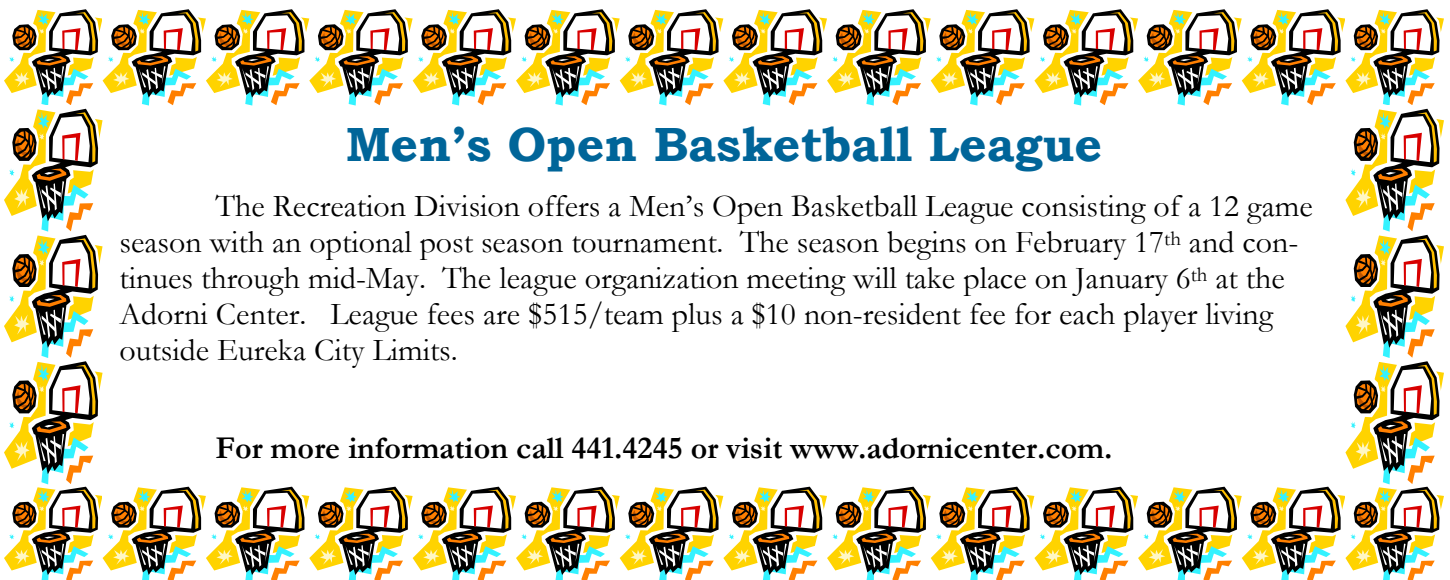 Men’s Open Basketball League
The Recreation Division offers a Men’s Open Basketball League consisting of a 12 game
season with an optional post season tournament.  The season begins on February 17th and con-
tinues through mid-May.  The league organization meeting will take place on January 6th at the
Adorni Center.   League fees are $515/team plus a $10 non-resident fee for each player living
outside Eureka City Limits.
For more information call 441.4245 or visit www.adornicenter.com.